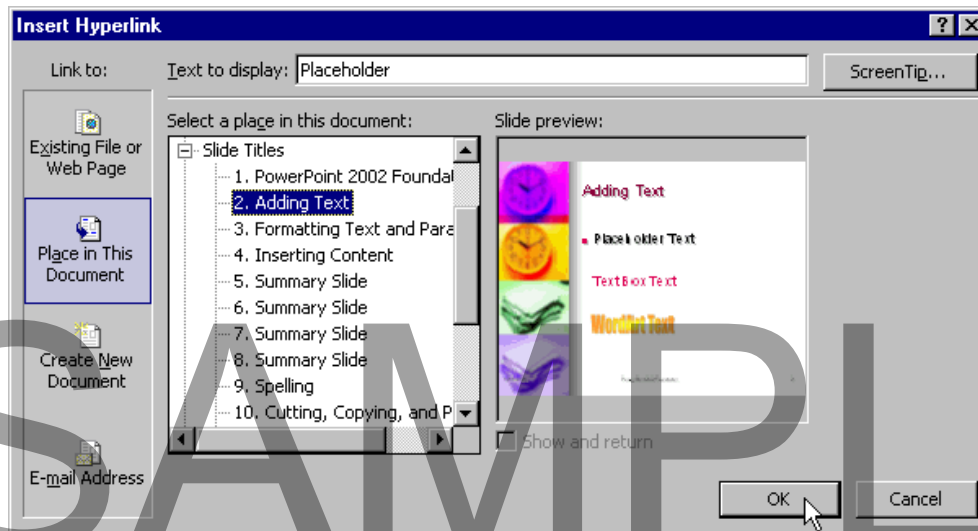 Insert Hyperlink
Link to:
Text to display: Placeholder
ScreenTip...
Existing File or
Web Page
Place in This
Document
Create New
Document
E-mail Address
Select a place in this document:
Slide Titles
1. PowerPoint 2002 Founda
2. Adding Text
3. Formatting Text and Para
4. Inserting Content
5. Summary Slide
6. Summary Slide
7. Summary Slide
8. Summary Slide
9. Spelling
10. Cutting, Copying, and P
Slide preview:
Adding Text
Placeholder Text
Text Box Text
WordArt Text
Show and return
OK
Cancel
SAMPL